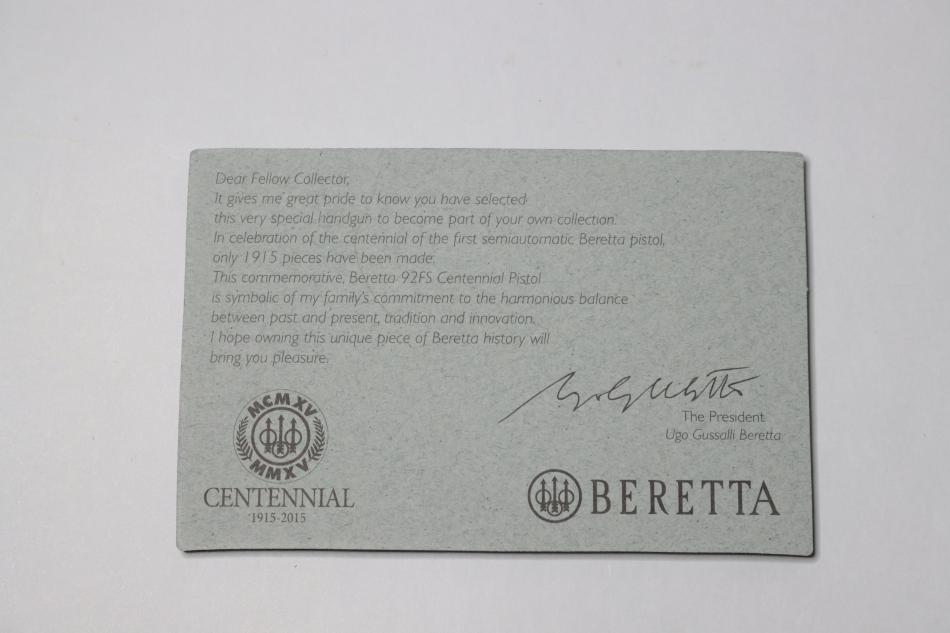 Dear Fellow Collector,
It gives me great pride to know you have selected
this very special handgun to become part of your own collection.
In celebration of the centennial of the first semiautomatic Beretta pistol,
only 1915 pieces have been made.
This commemorative, Beretta 92FS Centennial Pistol
is symbolic of my family's commitment to the harmonious balance
between past and present, tradition and innovation.
I hope owning this unique piece of Beretta history will
bring you pleasure.
The President
Ugo Gussalli Beretta
MCMXV
MMXV
CENTENNIAL
1915-2015
BERETTA